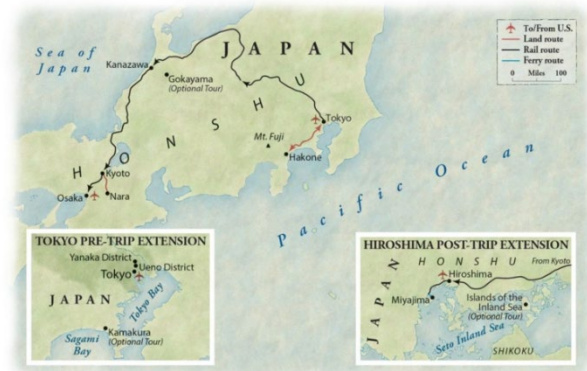 To/From U.S.
Land route
Rail route
Ferry route
0 Miles 100
Sea of
Japan
JAPAN
Kanazawa
Gokayama
(Optional Tour)
HONSHU
Tokyo
Mt. Fuji
Hakone
Kyoto
Osaka
Nara
Pacific Ocean
TOKYO PRE-TRIP EXTENSION
Yanaka District
Ueno District
Tokyo
JAPAN
Tokyo Bay
Kamakura
(Optional Tour)
Sagami
Bay
HIROSHIMA POST-TRIP EXTENSION
HONSHU
From Kyoto
Hiroshima
JAPAN
Miyajima
Islands of the
Inland Sea
(Optional Tour)
Seto Inland Sea
SHIKOKU